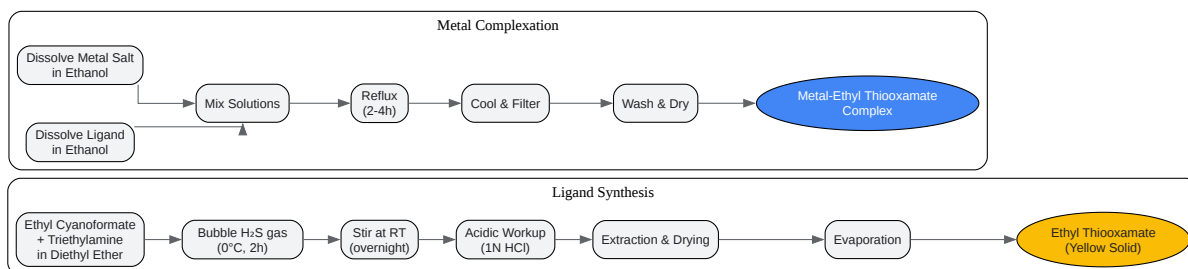 Metal Complexation
Dissolve Metal Salt
in Ethanol
Mix Solutions
Reflux
(2-4h)
Cool & Filter
Wash & Dry
Metal-Ethyl Thiooxamate
Complex
Dissolve Ligand
in Ethanol
Ligand Synthesis
Ethyl Cyanoformate
+ Triethylamine
in Diethyl Ether
Bubble H₂S gas
(0°C, 2h)
Stir at RT
(overnight)
Acidic Workup
(1N HCl)
Extraction & Drying
Evaporation
Ethyl Thiooxamate
(Yellow Solid)